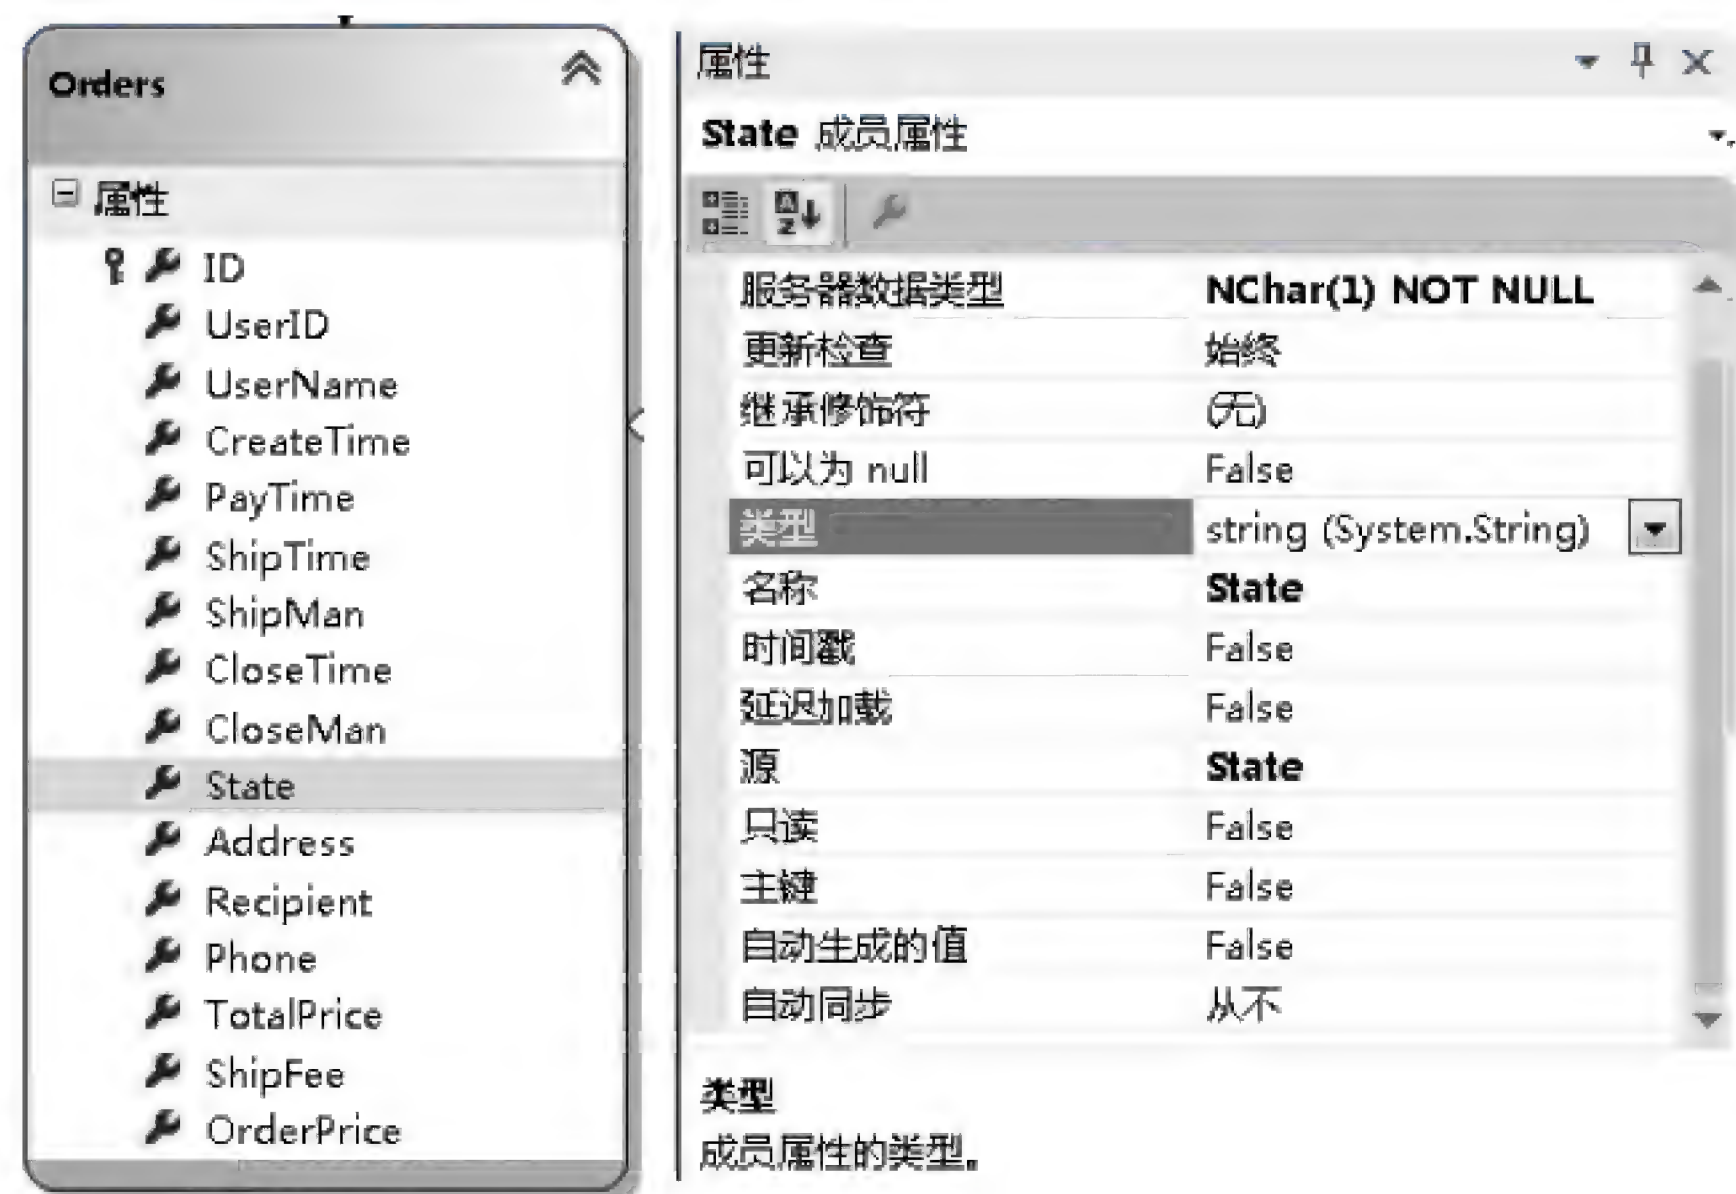 Orders
属性
ID
UserID
UserName
CreateTime
PayTime
ShipTime
ShipMan
CloseTime
CloseMan
State
Address
Recipient
Phone
TotalPrice
ShipFee
OrderPrice
属性
State 成员属性
服务器数据类型 NChar(1) NOT NULL
更新检查 始终
继承修饰符 (无)
可以为 null False
类型 string (System.String)
名称 State
时间戳 False
延迟加载 False
源 State
只读 False
主键 False
自动生成的值 False
自动同步 从不
类型
成员属性的类型。